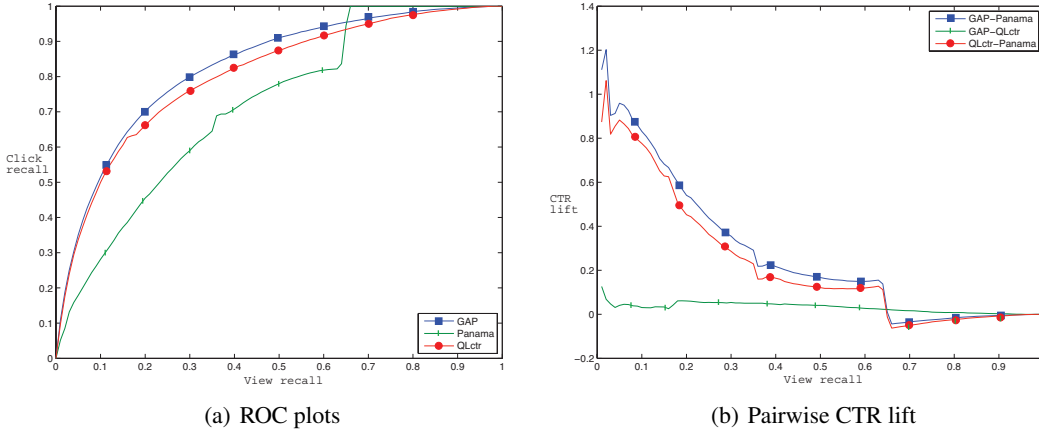 1
0.9
0.8
0.7
0.6
Click
recall
0.5
0.4
0.3
0.2
0.1
0
0 0.1 0.2 0.3 0.4 0.5 0.6 0.7 0.8 0.9 1
View recall
GAP
Panama
QLctr
(a) ROC plots
1.4
1.2
1
0.8
0.6
CTR
lift
0.4
0.2
0
−0.2
0 0.1 0.2 0.3 0.4 0.5 0.6 0.7 0.8 0.9
View recall
GAP−Panama
GAP−QLctr
QLctr−Panama
(b) Pairwise CTR lift